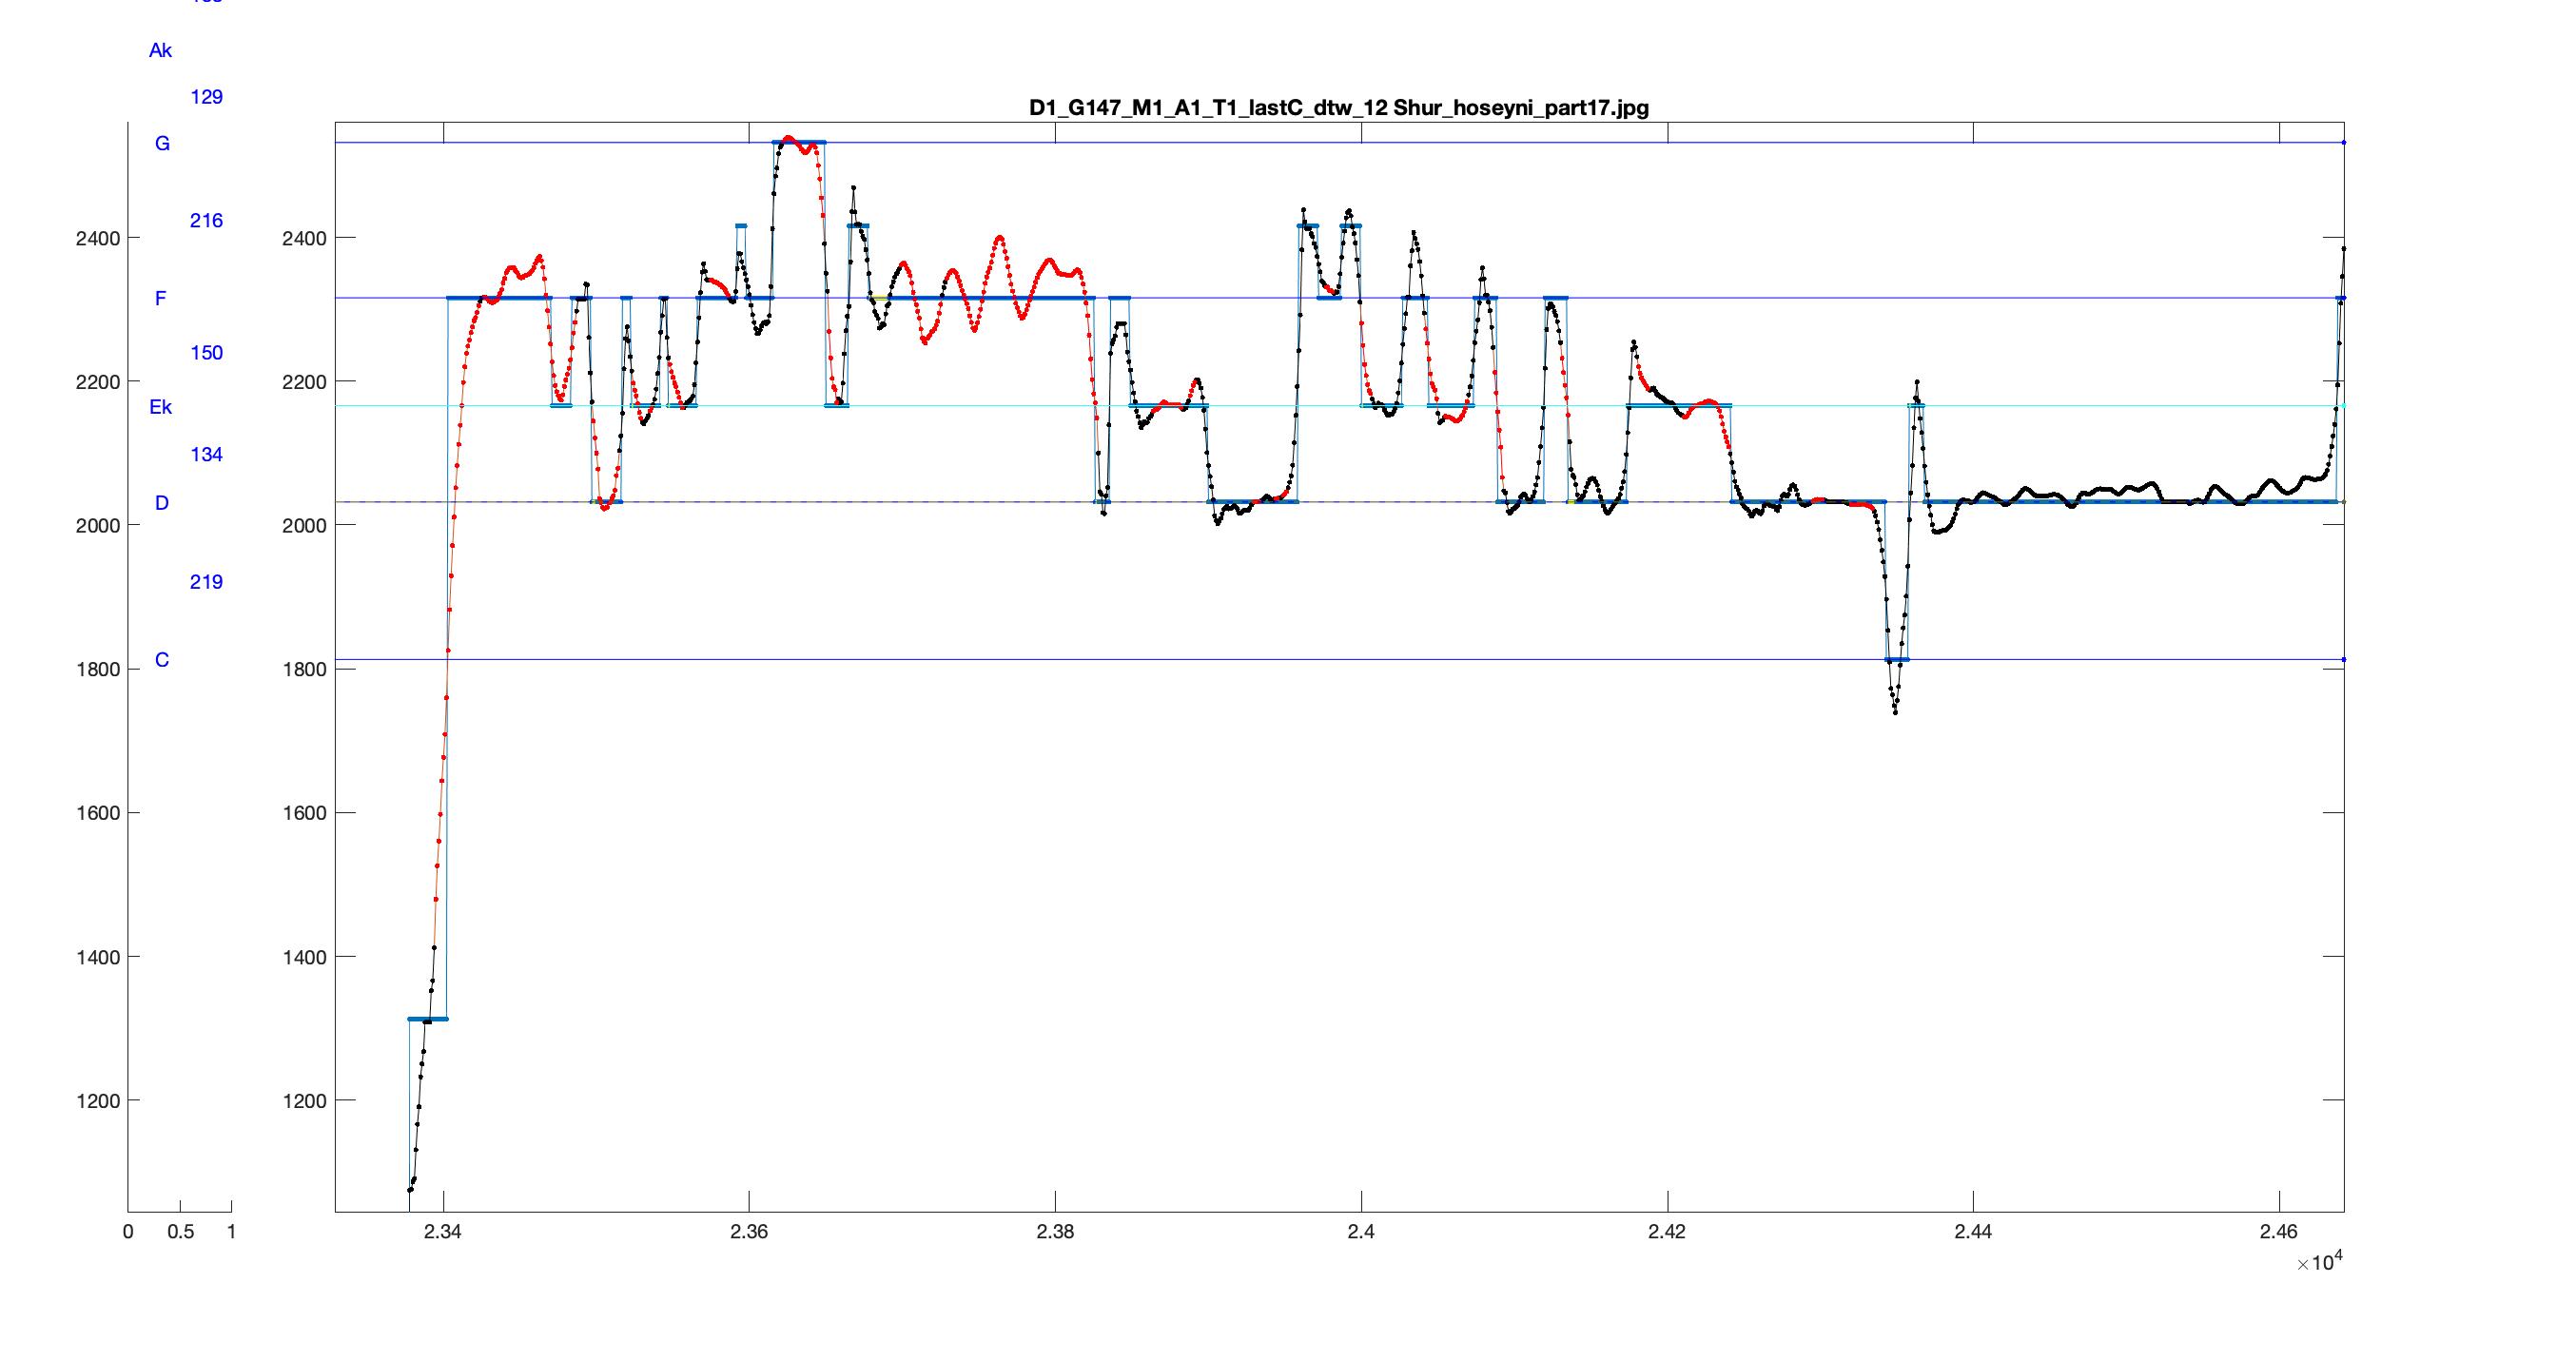 Ak
129
D1_G147_M1_A1_T1_lastC_dtw_12 Shur_hoseyni_part17.jpg
G
216
2400 2400
F
150
2200 2200
Ek
134
D
2000 2000
219
C
1800 1800
1600 1600
1400 1400
1200 1200
0 0.5 1 2.34 2.36 2.38 2.4 2.42 2.44 2.46
×10^4